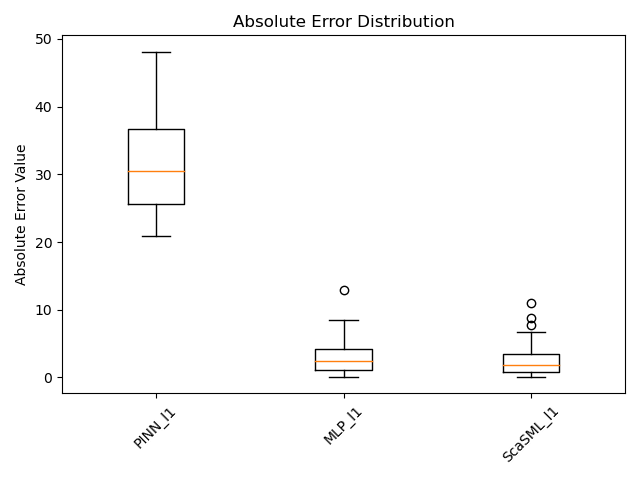 Absolute Error Distribution
Absolute Error Value
50
40
30
20
10
0
PINN_l1
MLP_l1
ScaSML_l1